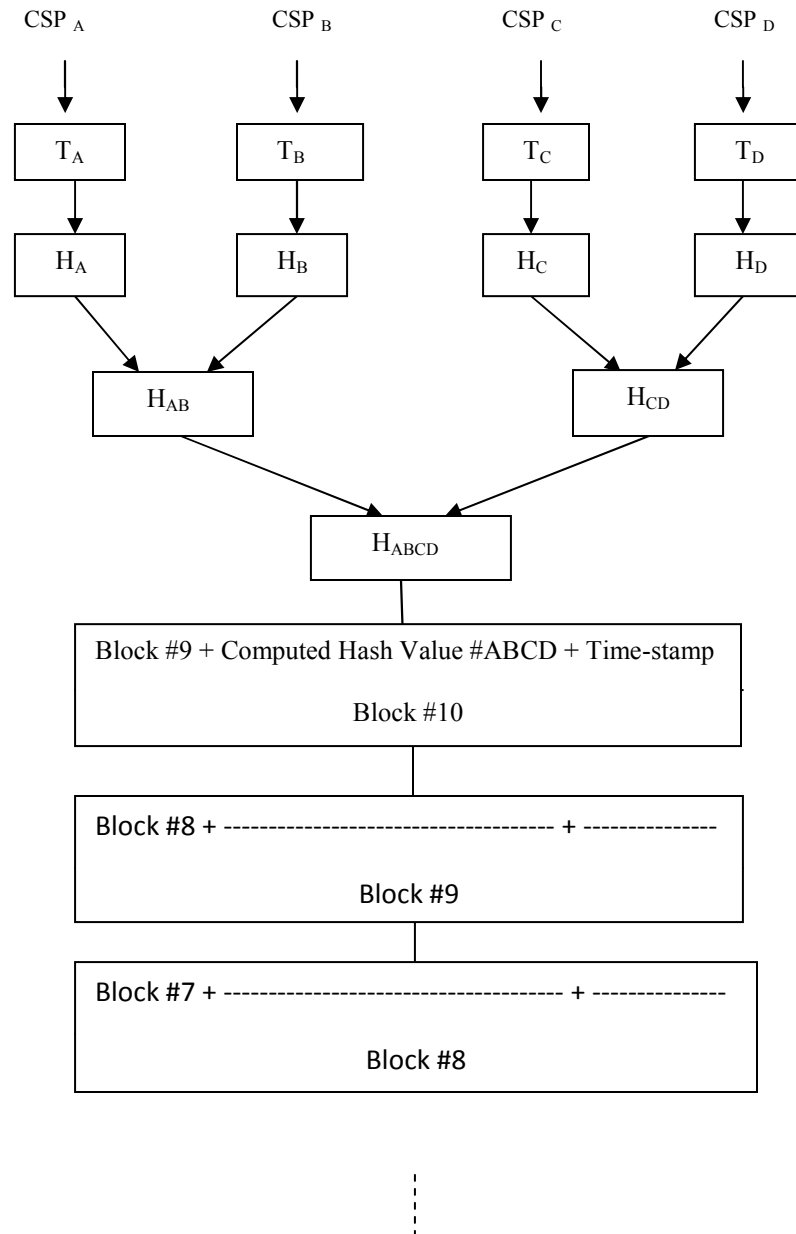 CSP A CSP B CSP C CSP D
TA TB TC TD
HA HB HC HD
HAB HCD
HABCD
Block #9 + Computed Hash Value #ABCD + Time-stamp
Block #10
Block #8 + ------------------------------------- + ---------------
Block #9
Block #7 + -------------------------------------- + ---------------
Block #8